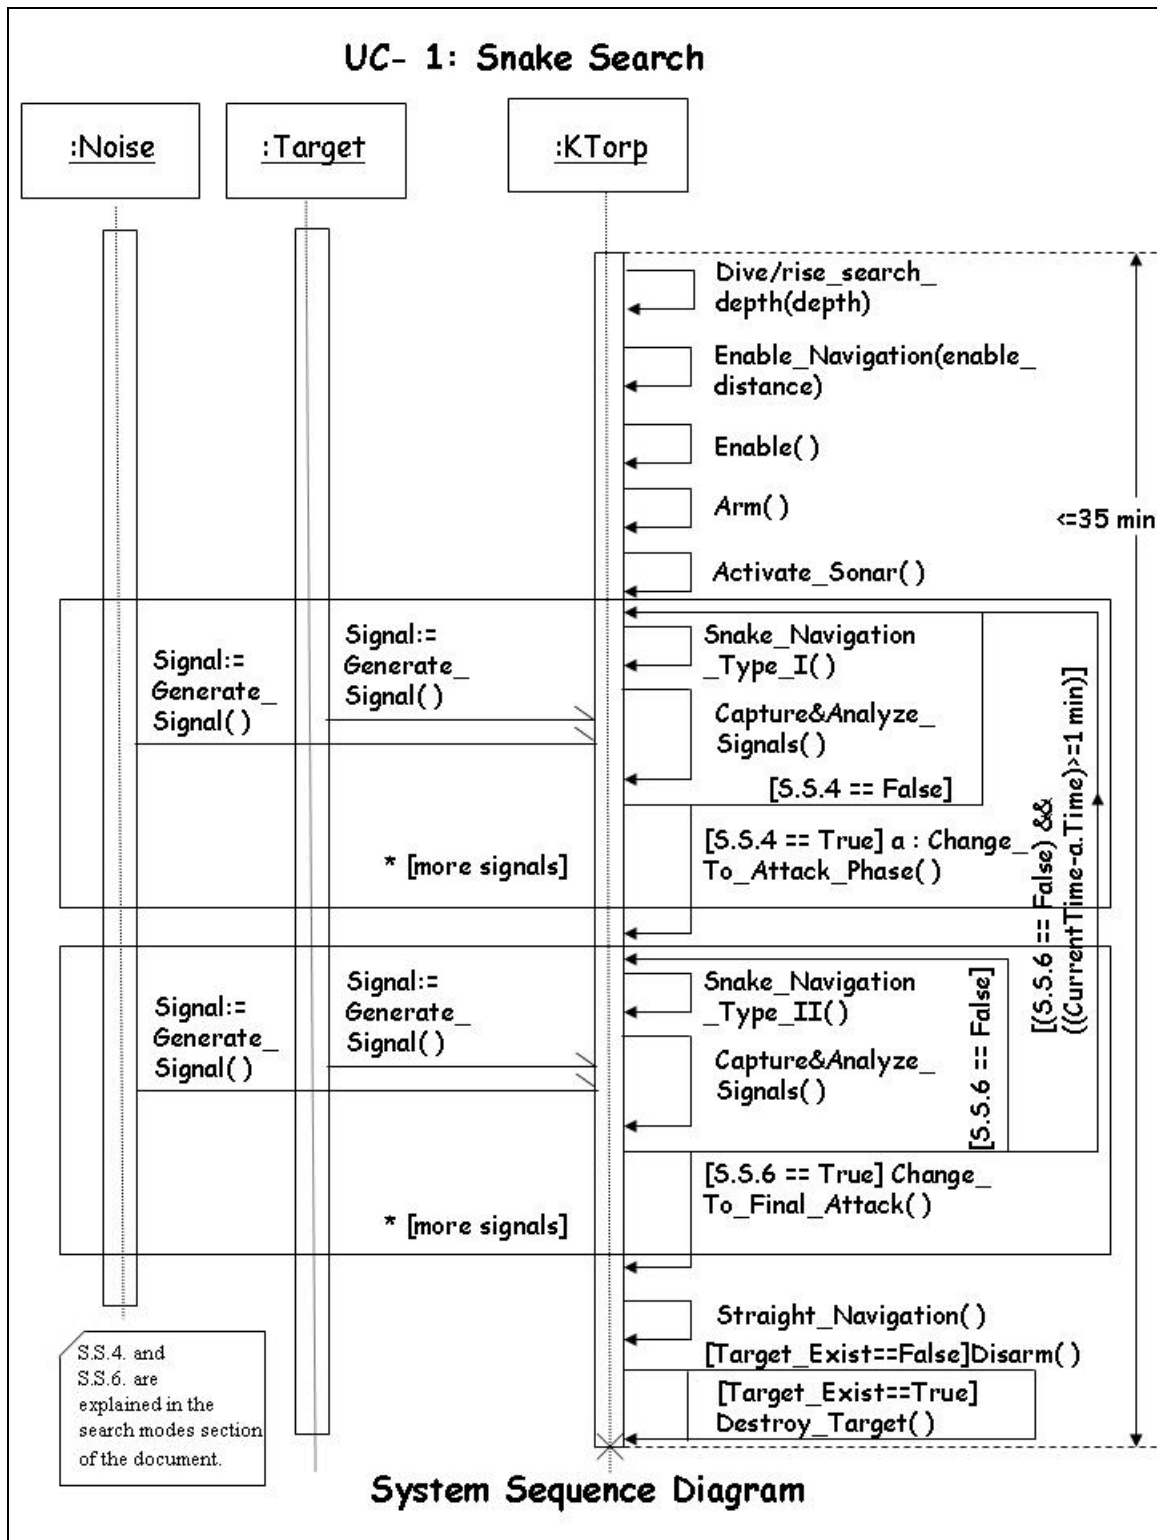 UC- 1: Snake Search
:Noise
:Target
:KTorp
Dive/rise_search_
depth(depth)
Enable_Navigation(enable_
distance)
Enable( )
Arm( )
<=35 min
Activate_Sonar( )
Signal:=
Generate_
Signal( )
Signal:=
Generate_
Signal( )
Snake_Navigation
_Type_I( )
Capture&Analyze_
Signals( )
[S.S.4 == False]
[S.S.4 == True] a : Change_
To_Attack_Phase( )
* [more signals]
[(S.S.6 == False) &&
((CurrentTime-a.Time)>=1 min)]
Signal:=
Generate_
Signal( )
Signal:=
Generate_
Signal( )
Snake_Navigation
_Type_II( )
Capture&Analyze_
Signals( )
[S.S.6 == False]
[S.S.6 == True] Change_
To_Final_Attack( )
* [more signals]
Straight_Navigation( )
[Target_Exist==False]Disarm( )
[Target_Exist==True]
Destroy_Target( )
S.S.4. and
S.S.6. are
explained in the
search modes section
of the document.
System Sequence Diagram